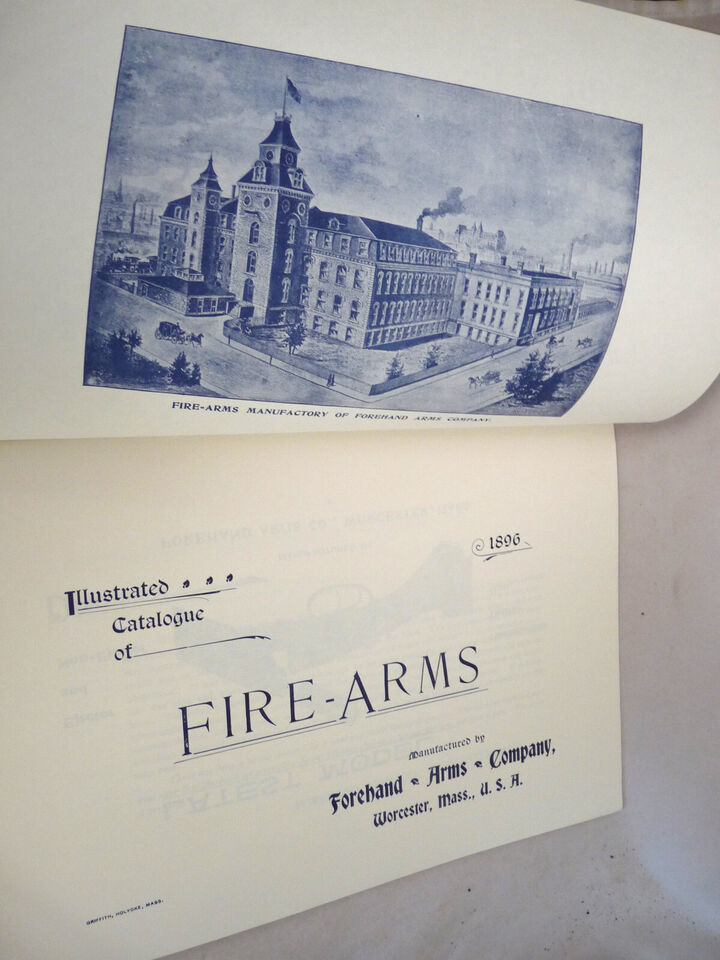 FIRE-ARMS MANUFACTORY OF FOREHAND ARMS COMPANY.
1896
Illustrated
Catalogue
of
FIRE-ARMS
Manufactured by
Forehand Arms Company,
Worcester, Mass., U. S. A.
GRIFFITH, HOLYOKE, MASS.